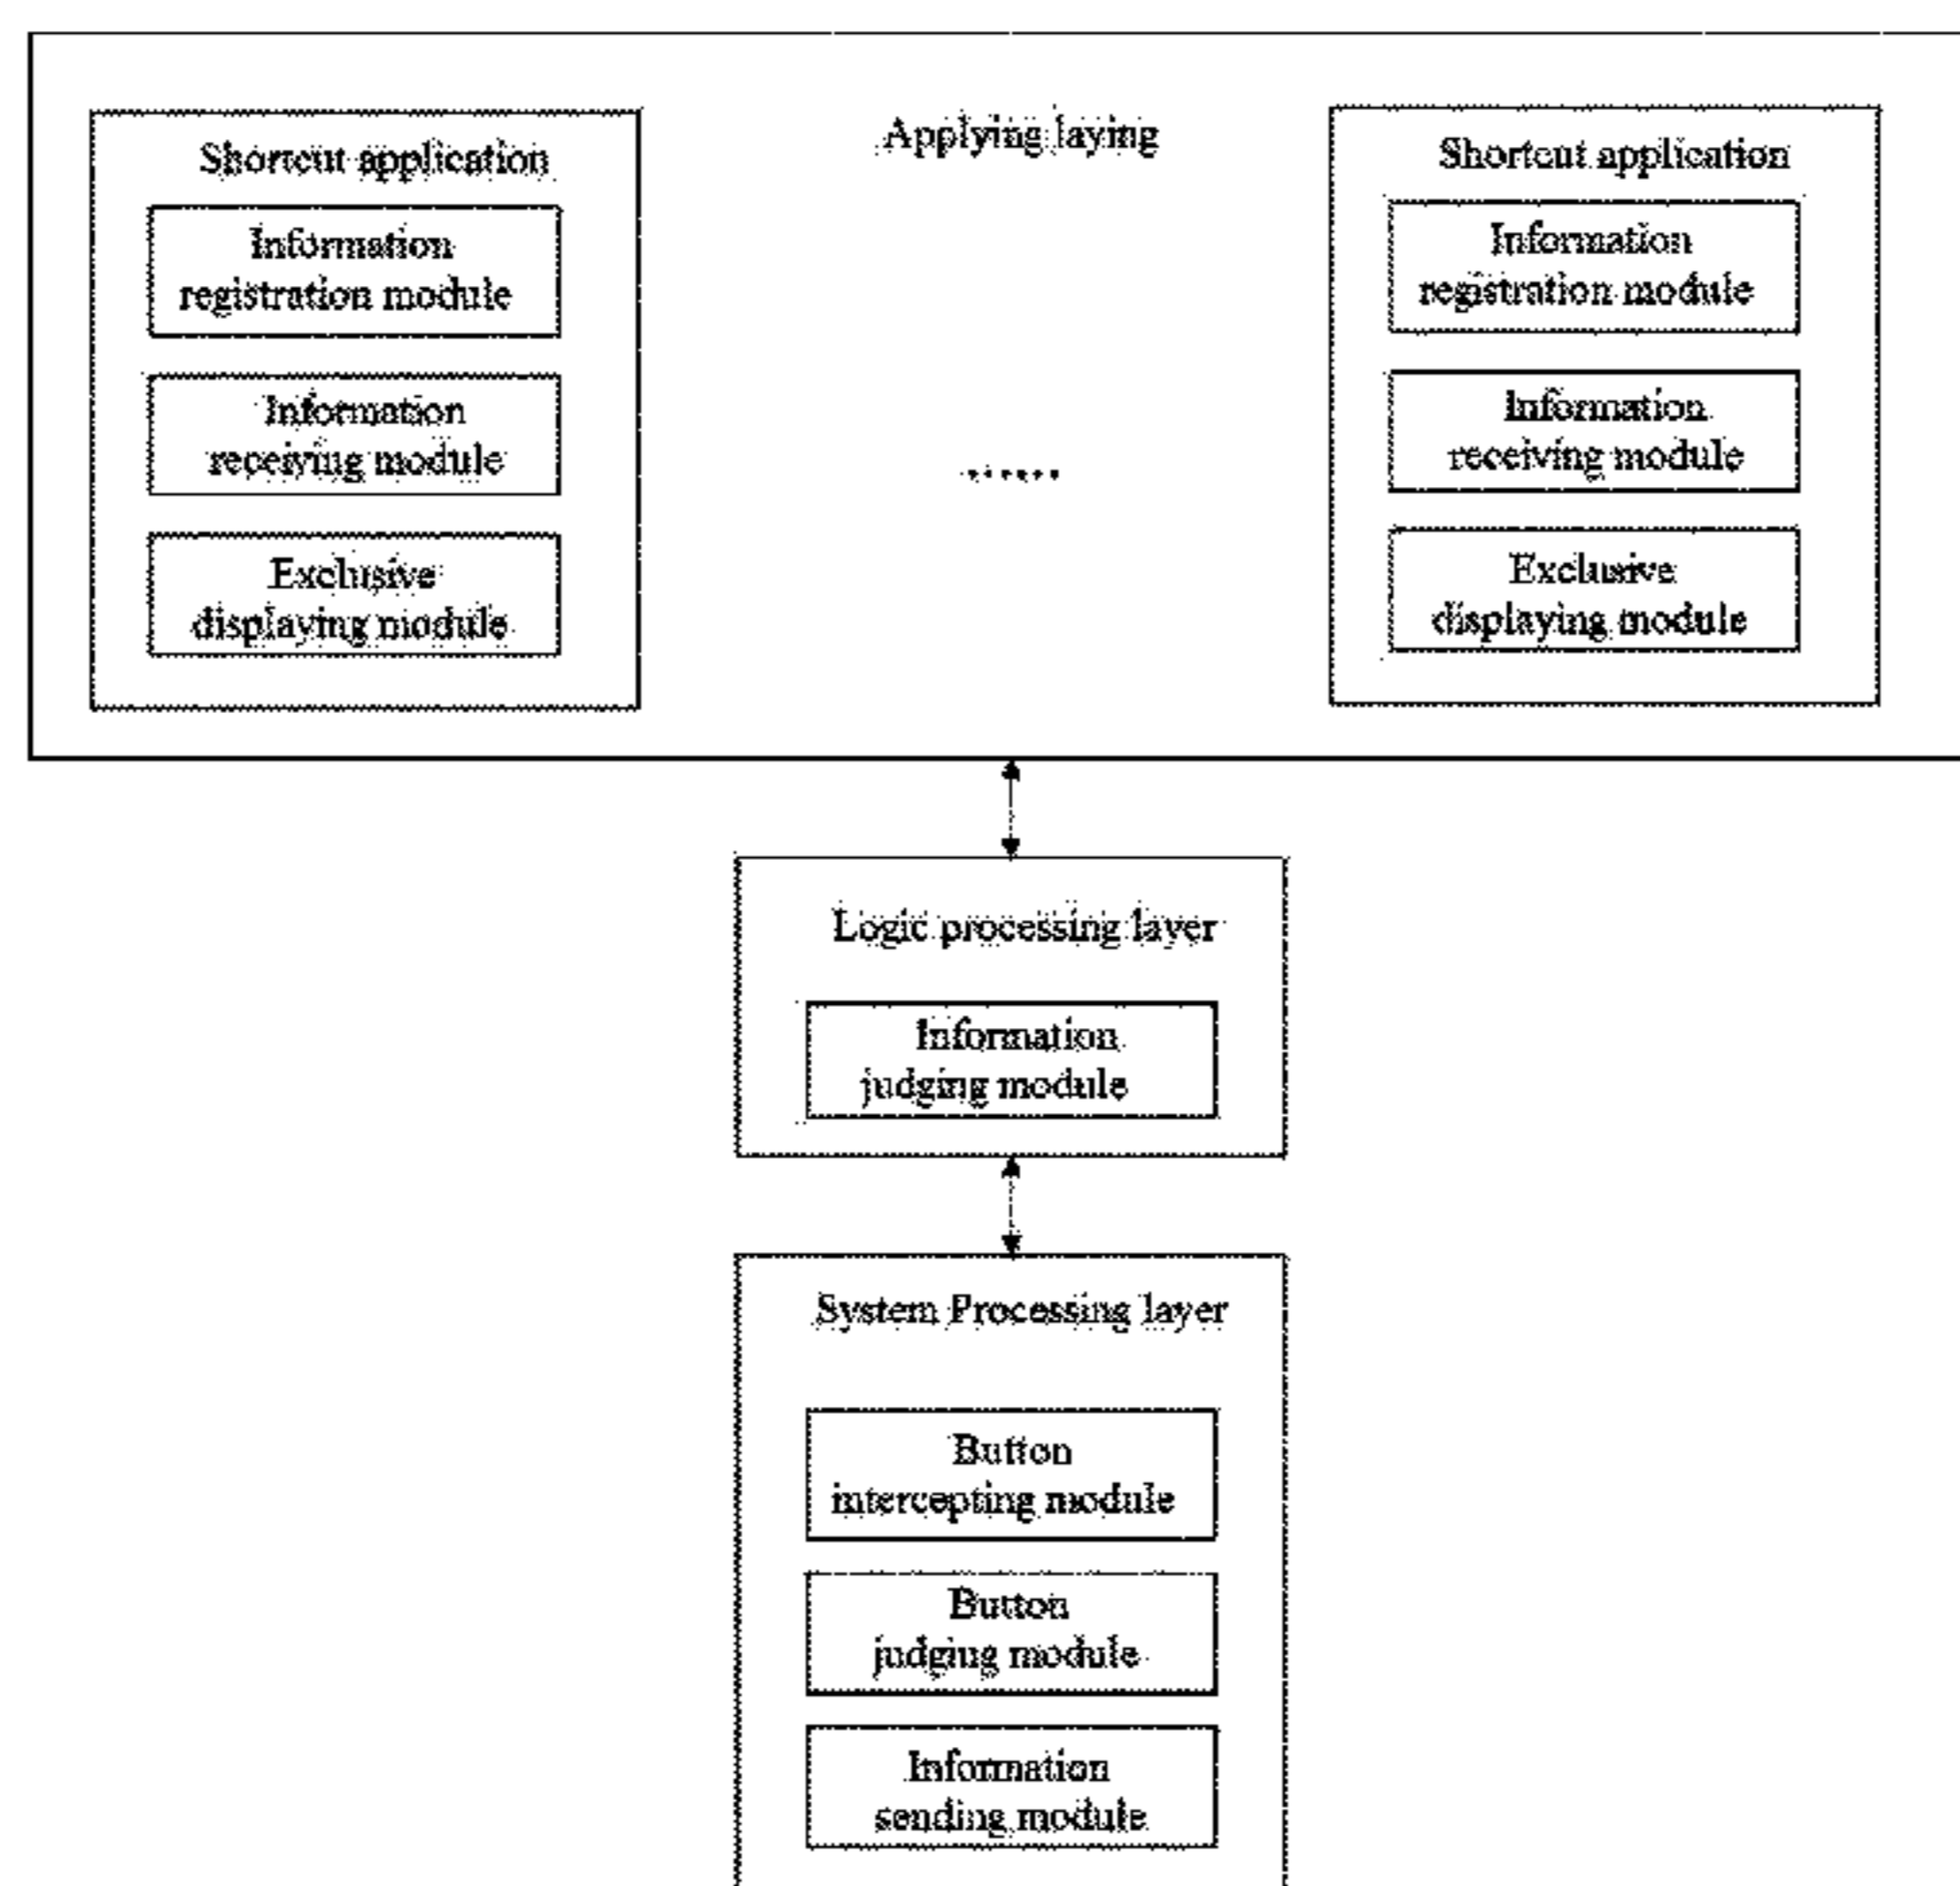 Applying laying
Shortcut application
Information
registration module
Information
receiving module
Exclusive
displaying module
......
Shortcut application
Information
registration module
Information
receiving module
Exclusive
displaying module
Logic processing layer
Information
judging module
System Processing layer
Button
intercepting module
Button
judging module
Information
sending module